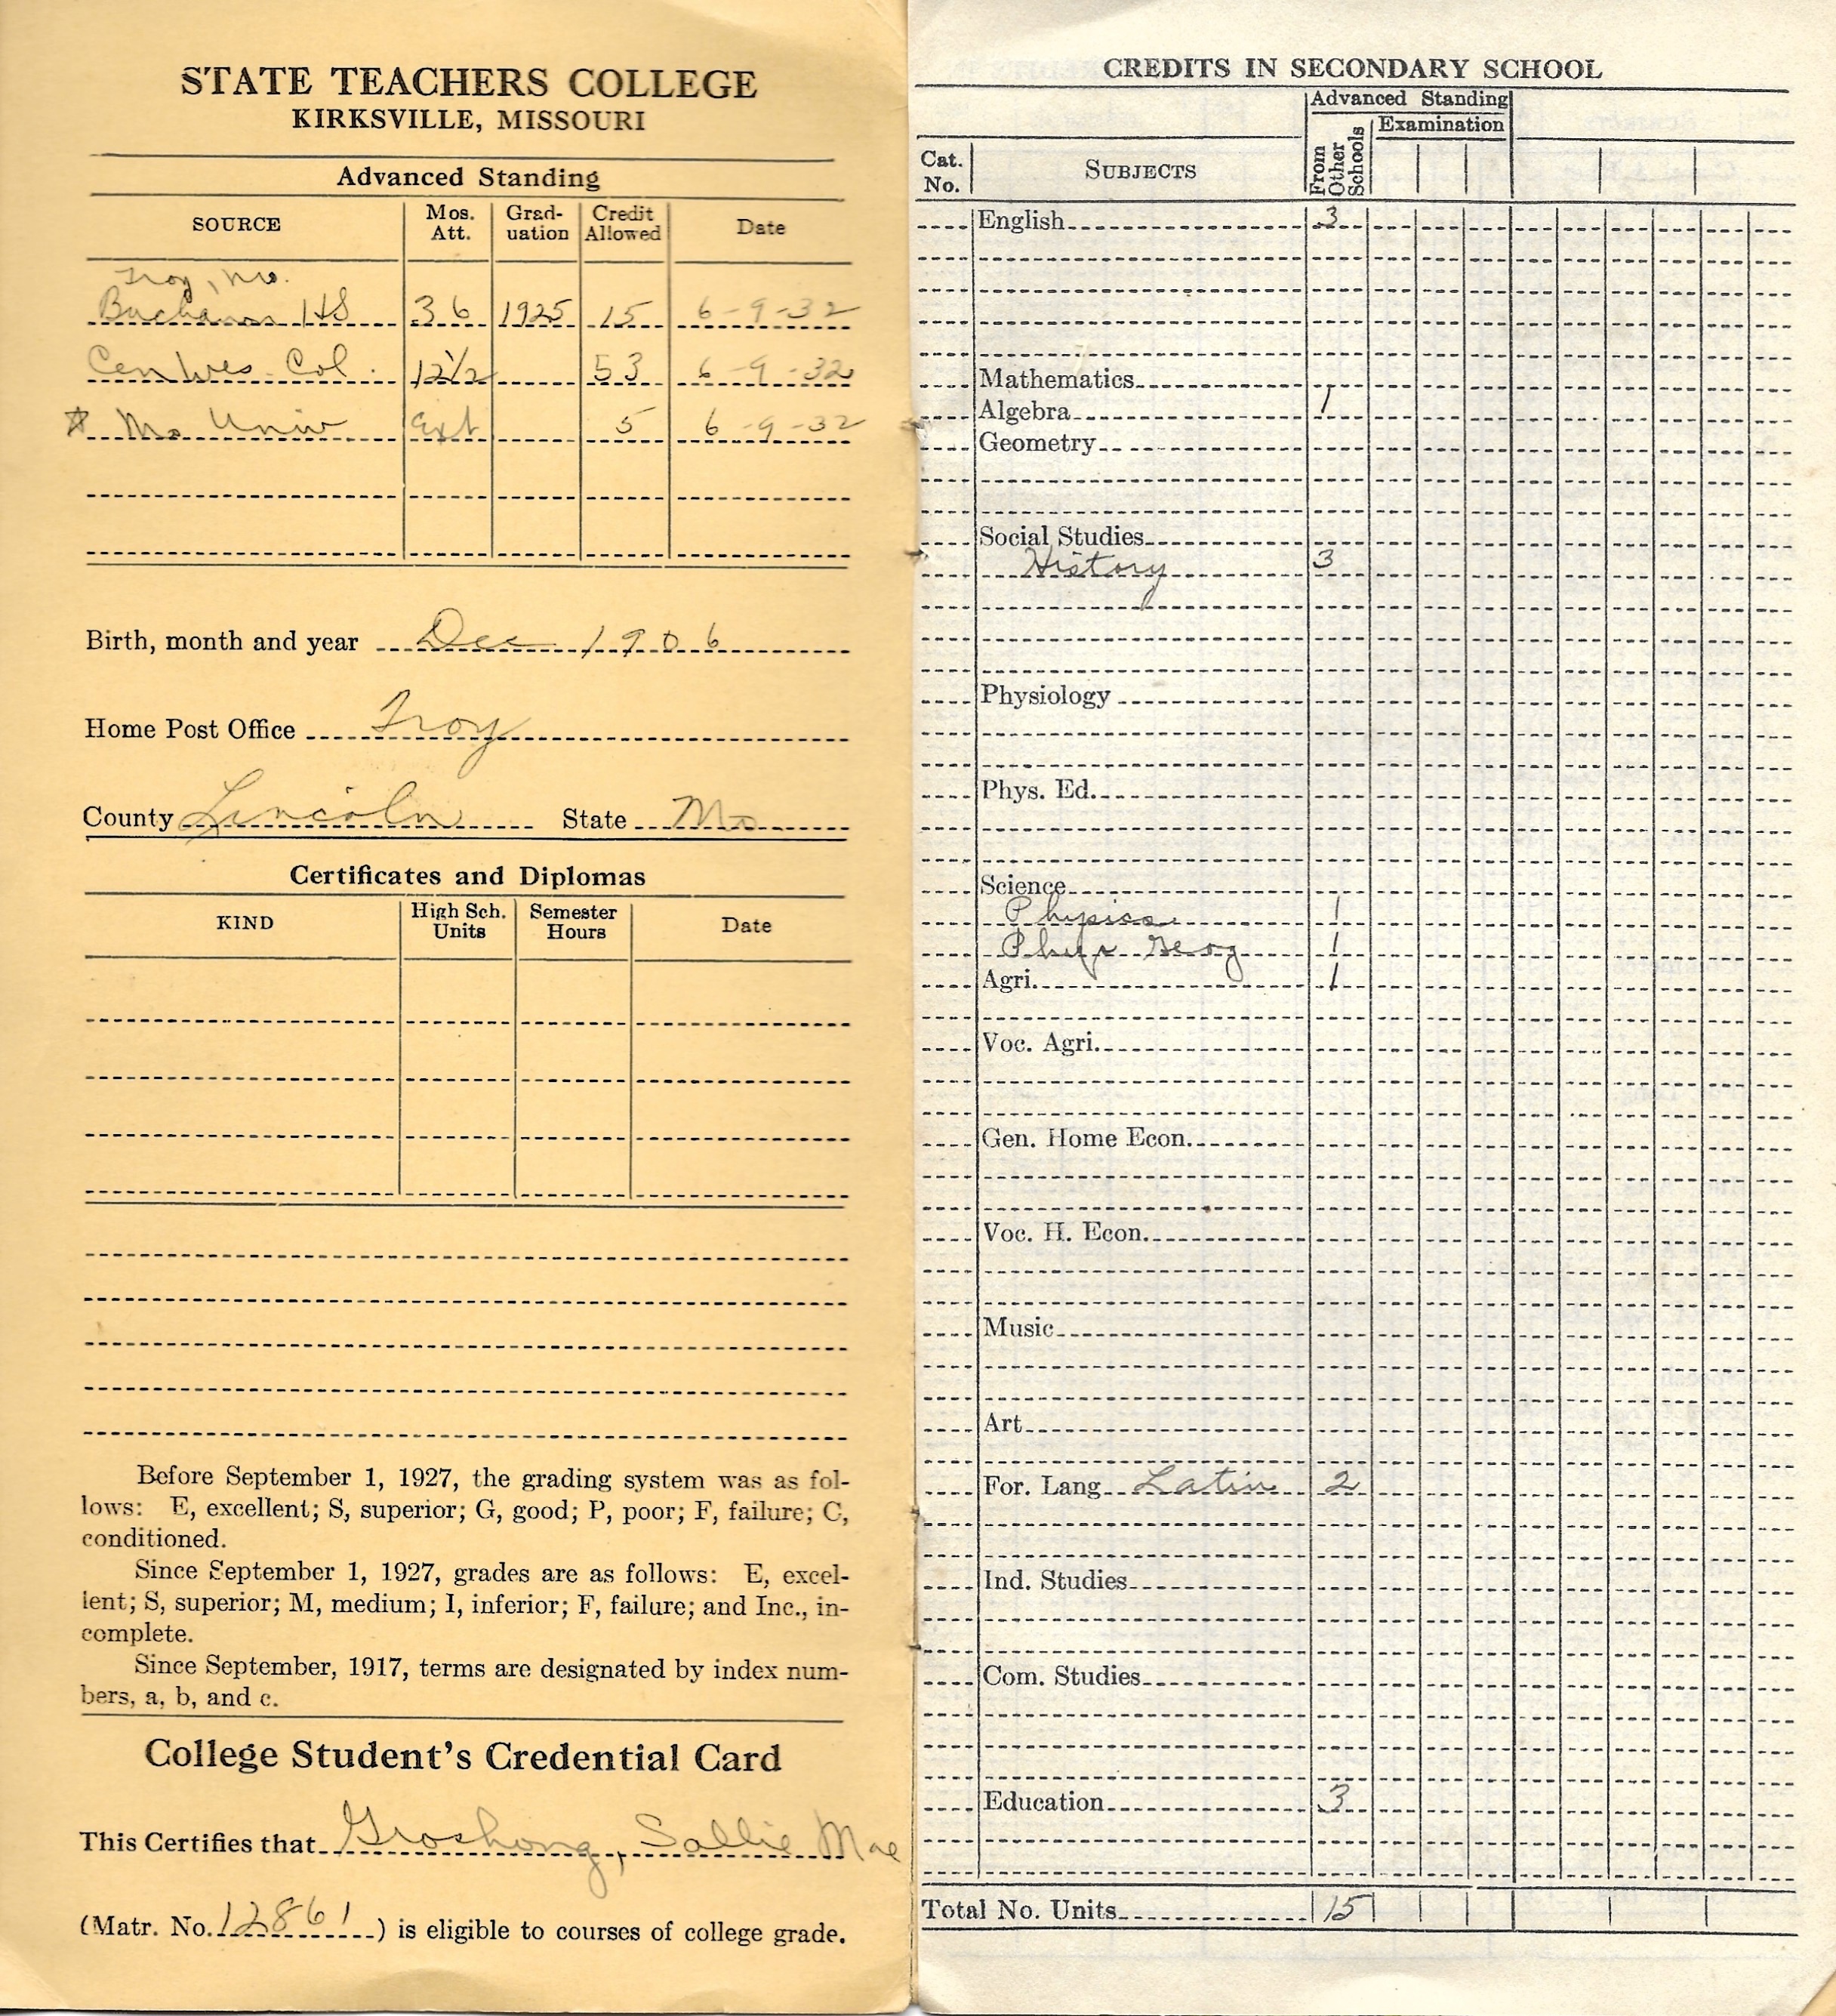 STATE TEACHERS COLLEGE
KIRKSVILLE, MISSOURI
Advanced Standing
SOURCE Mos. Att. Grad-uation Credit Allowed Date
Troy, Mo.
Buchanan HS 36 1925 15 6-9-32
Cen Wes. Col. 12½ 53 6-9-32
☆ Mo Univ Ext 5 6-9-32
Birth, month and year Dec 1906
Home Post Office Troy
County Lincoln State Mo
Certificates and Diplomas
KIND High Sch. Units Semester Hours Date
Before September 1, 1927, the grading system was as fol-
lows: E, excellent; S, superior; G, good; P, poor; F, failure; C,
conditioned.
Since September 1, 1927, grades are as follows: E, excel-
lent; S, superior; M, medium; I, inferior; F, failure; and Inc., in-
complete.
Since September, 1917, terms are designated by index num-
bers, a, b, and c.
College Student's Credential Card
This Certifies that Groshong, Sallie Mae
(Matr. No. 12861) is eligible to courses of college grade.
CREDITS IN SECONDARY SCHOOL
Advanced Standing
Examination
Cat. No. SUBJECTS From Other Schools
English 3
Mathematics
Algebra 1
Geometry
Social Studies
History 3
Physiology
Phys. Ed.
Science
Physics 1
Phys Geog 1
Agri. 1
Voc. Agri.
Gen. Home Econ.
Voc. H. Econ.
Music
Art
For. Lang Latin 2
Ind. Studies
Com. Studies
Education 3
Total No. Units 15